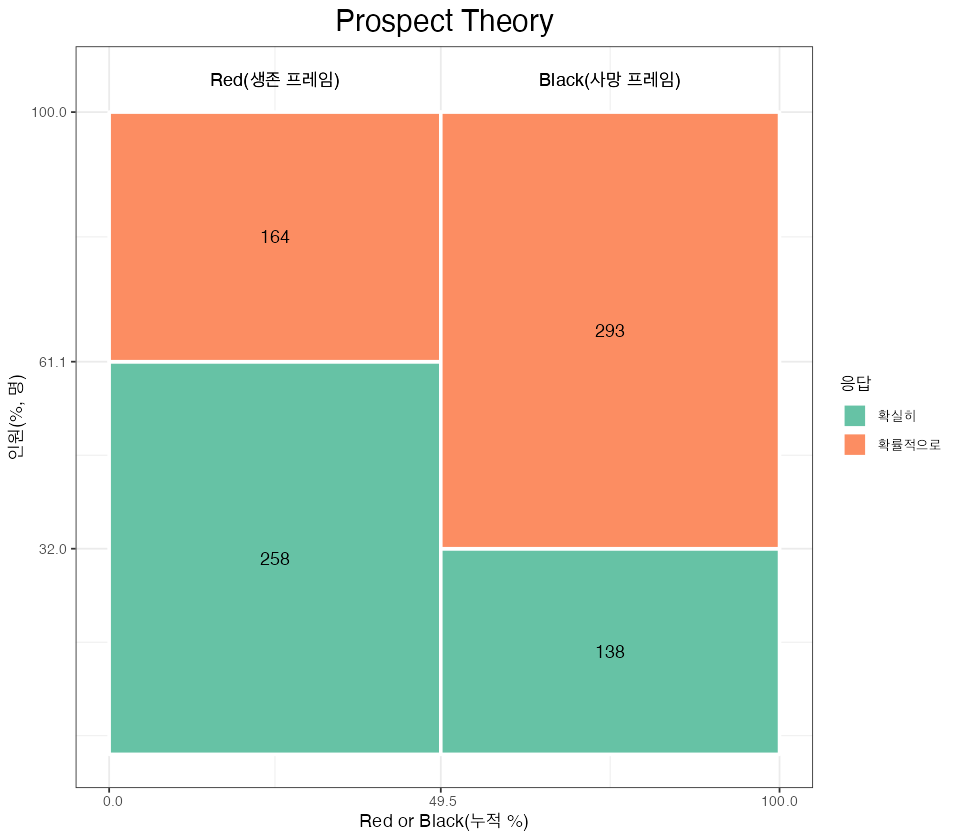 Prospect Theory
Red(생존 프레임)
Black(사망 프레임)
100.0
61.1
32.0
인원(%, 명)
164
293
258
138
0.0
49.5
100.0
Red or Black(누적 %)
응답
확실히
확률적으로